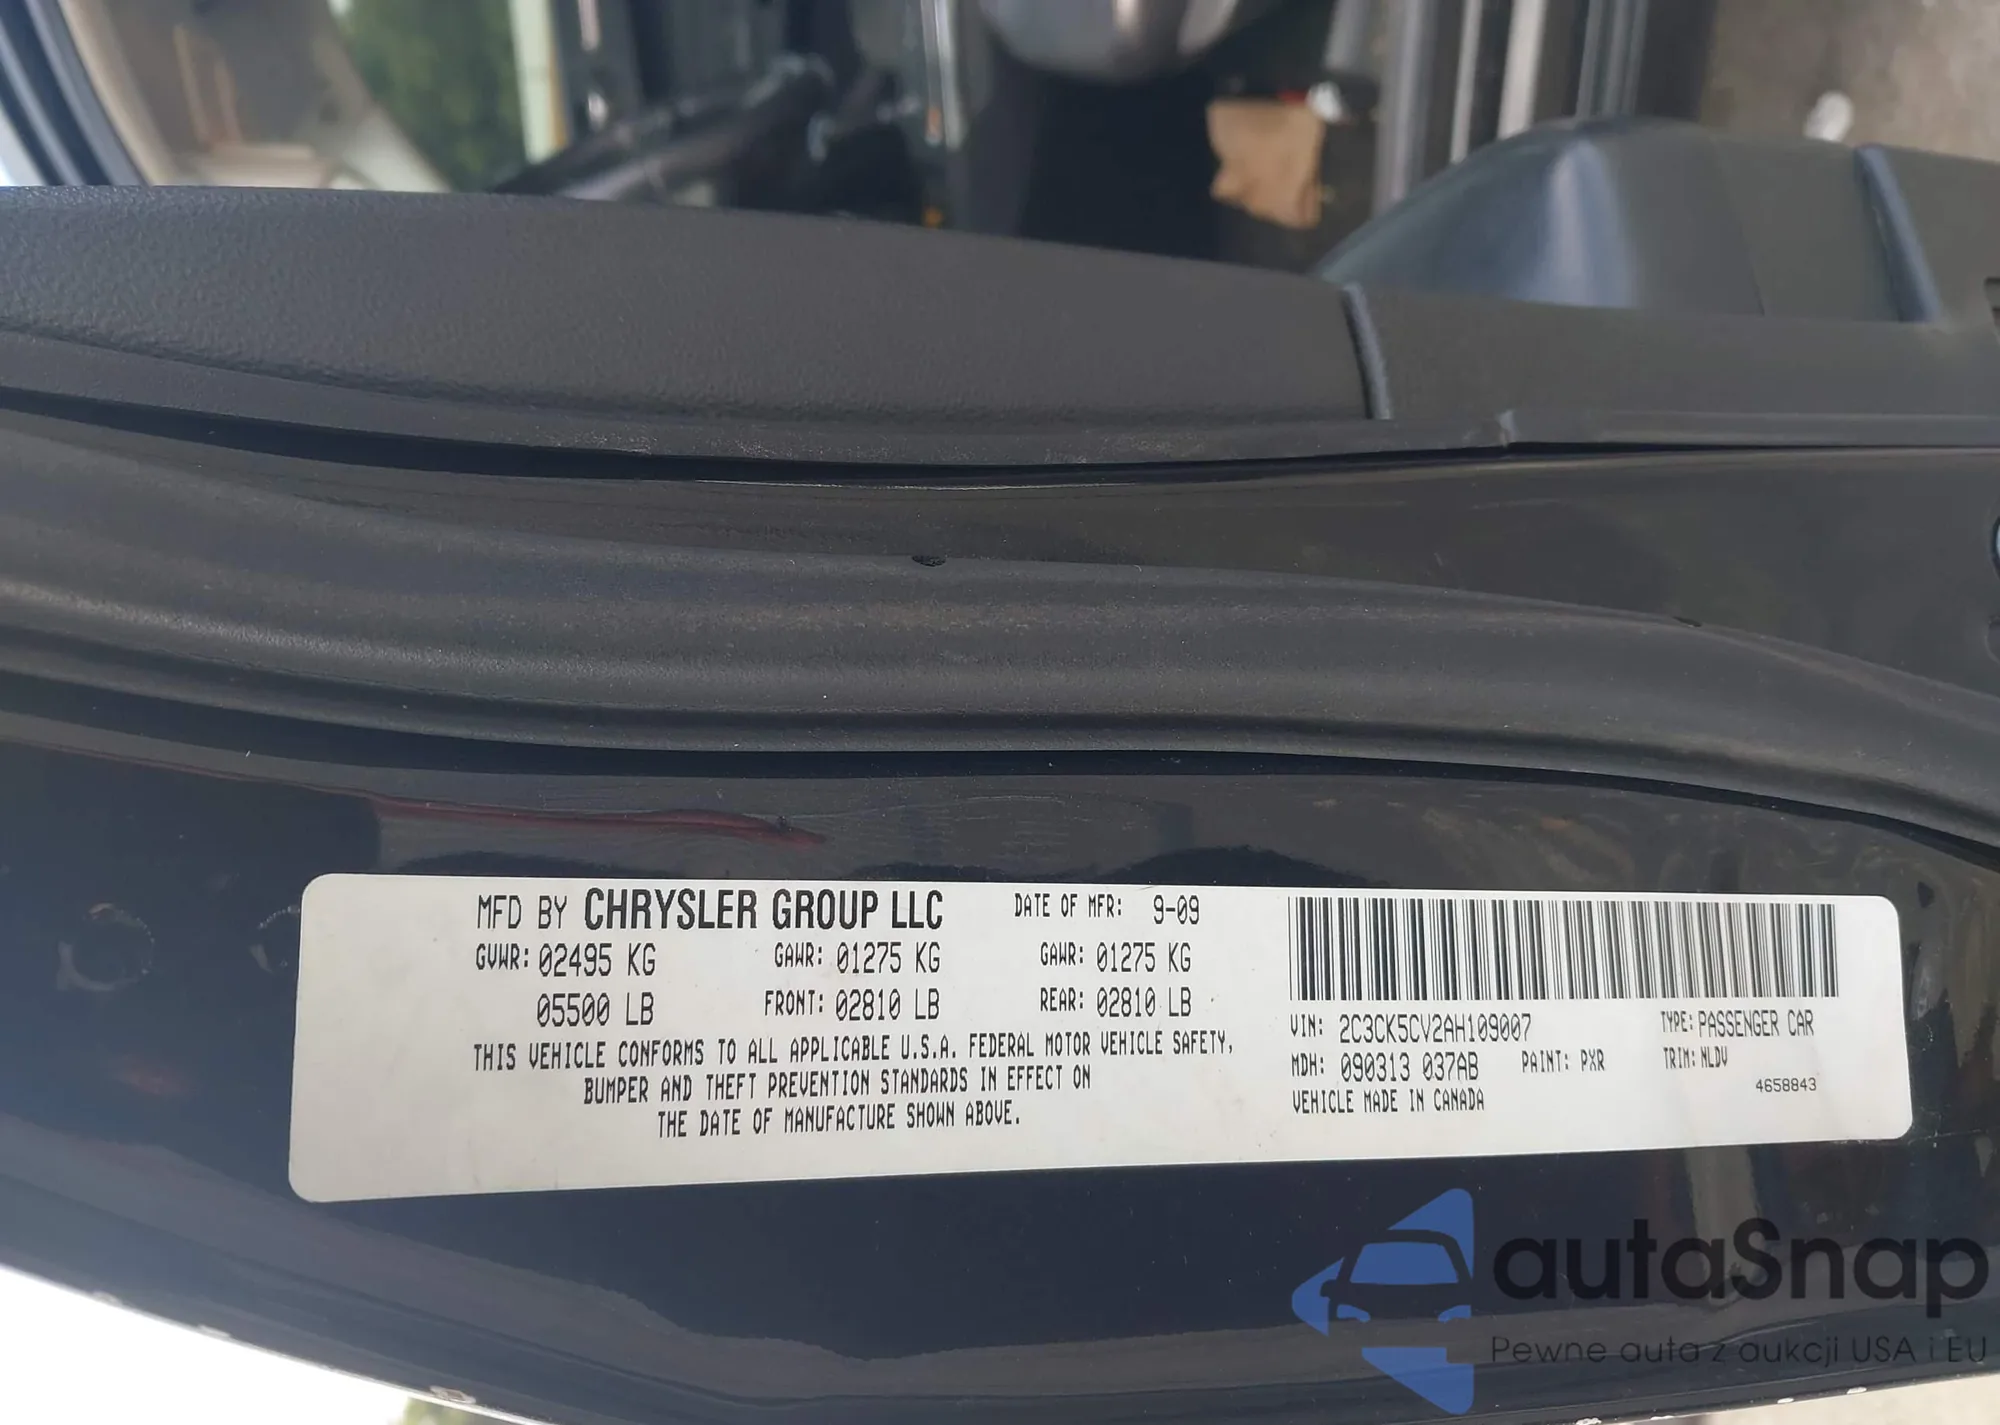 MFD BY CHRYSLER GROUP LLC DATE OF MFR: 9-09
GVWR: 02495 KG GAWR: 01275 KG GAWR: 01275 KG
05500 LB FRONT: 02810 LB REAR: 02810 LB
THIS VEHICLE CONFORMS TO ALL APPLICABLE U.S.A. FEDERAL MOTOR VEHICLE SAFETY,
BUMPER AND THEFT PREVENTION STANDARDS IN EFFECT ON
THE DATE OF MANUFACTURE SHOWN ABOVE.
VIN: 2C3CK5CV2AH109007 TYPE: PASSENGER CAR
MDH: 090313 037AB PAINT: PXR TRIM: NLDV
VEHICLE MADE IN CANADA 4658843
autaSnap
Pewne auta z aukcji USA i EU